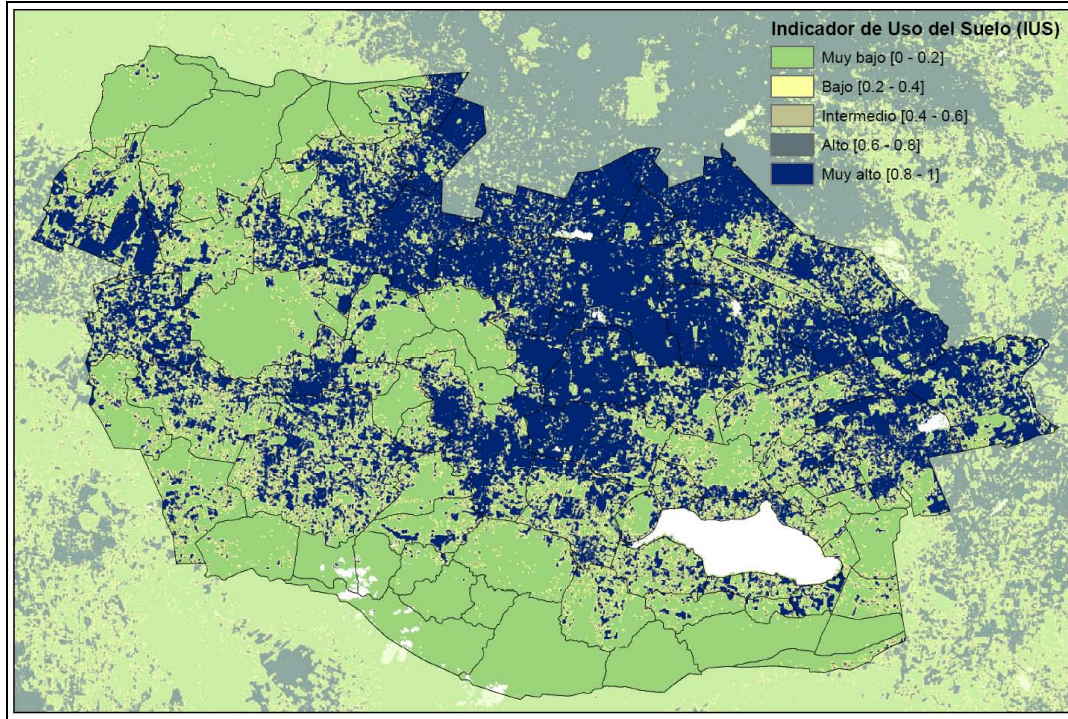 Indicador de Uso del Suelo (IUS)
Muy bajo [0 - 0.2]
Bajo [0.2 - 0.4]
Intermedio [0.4 - 0.6]
Alto [0.6 - 0.8]
Muy alto [0.8 - 1]